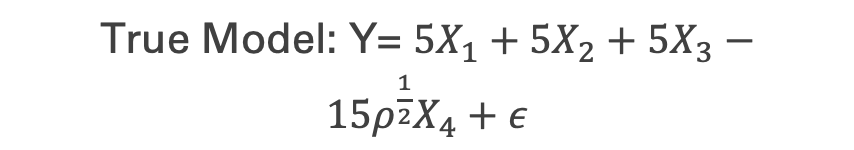 True Model: Y= 5X₁ + 5X₂ + 5X₃ −
15ρ^{1/2}X₄ + ϵ